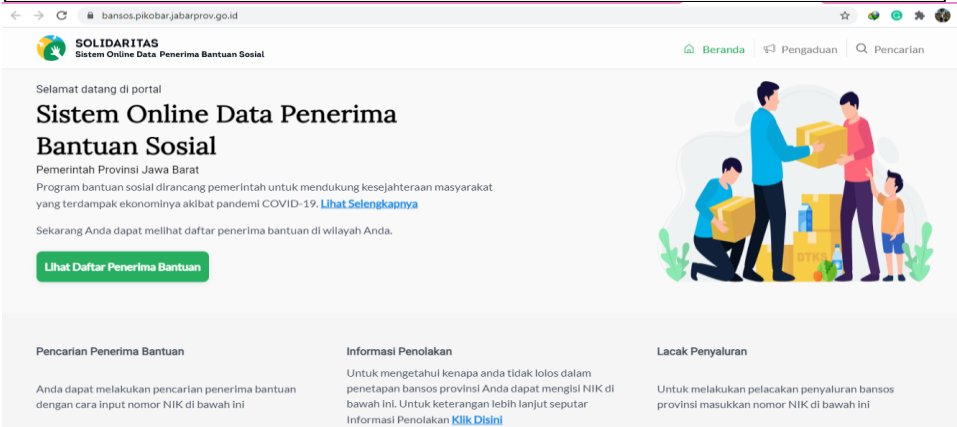 bansos.pikobar.jabarprov.go.id
SOLIDARITAS
Sistem Online Data Penerima Bantuan Sosial
Beranda
Pengaduan
Pencarian
Selamat datang di portal
Sistem Online Data Penerima
Bantuan Sosial
Pemerintah Provinsi Jawa Barat
Program bantuan sosial dirancang pemerintah untuk mendukung kesejahteraan masyarakat
yang terdampak ekonominya akibat pandemi COVID-19. Lihat Selengkapnya
Sekarang Anda dapat melihat daftar penerima bantuan di wilayah Anda.
Lihat Daftar Penerima Bantuan
DTKS
Pencarian Penerima Bantuan
Anda dapat melakukan pencarian penerima bantuan
dengan cara input nomor NIK di bawah ini
Informasi Penolakan
Untuk mengetahui kenapa anda tidak lolos dalam
penetapan bansos provinsi Anda dapat mengisi NIK di
bawah ini. Untuk keterangan lebih lanjut seputar
Informasi Penolakan Klik Disini
Lacak Penyaluran
Untuk melakukan pelacakan penyaluran bansos
provinsi masukkan nomor NIK di bawah ini